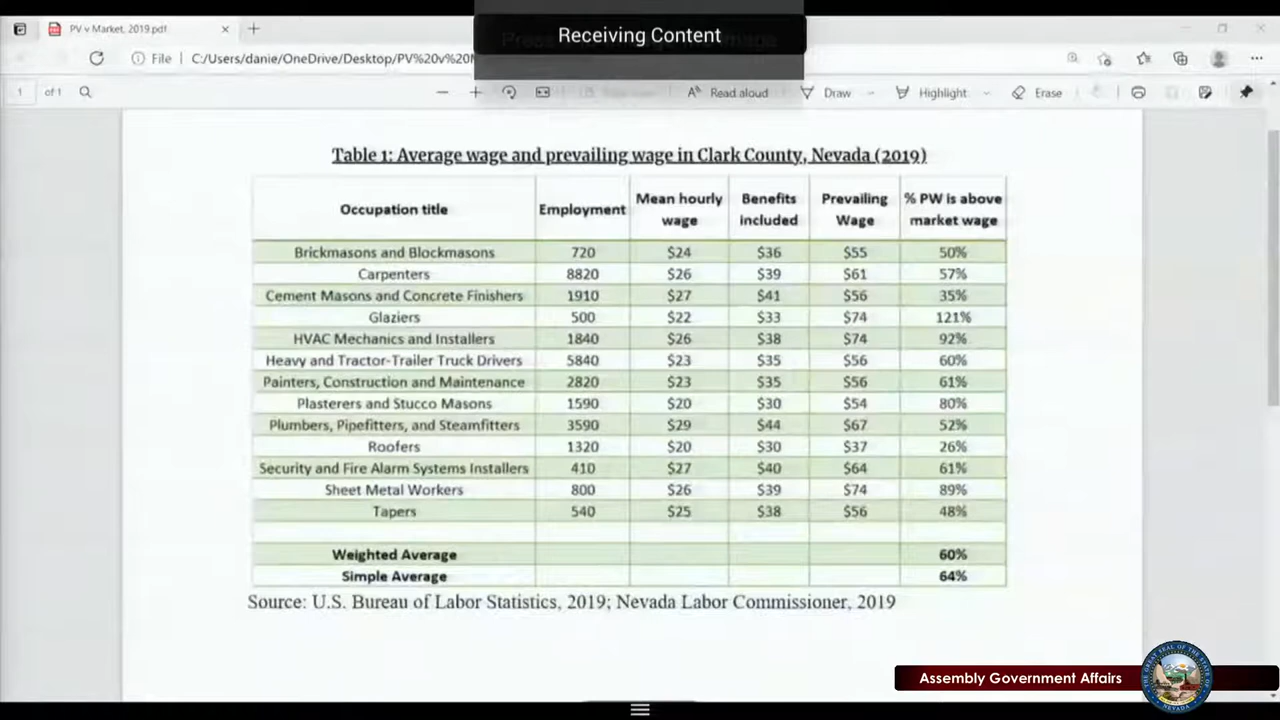 PV v Market, 2019.pdf
Receiving Content
File C:/Users/danie/OneDrive/Desktop/PV%20v%20M
1 of 1 Read aloud Draw Highlight Erase
Table 1: Average wage and prevailing wage in Clark County, Nevada (2019)
Occupation title Employment Mean hourly wage Benefits included Prevailing Wage % PW is above market wage
Brickmasons and Blockmasons 720 $24 $36 $55 50%
Carpenters 8820 $26 $39 $61 57%
Cement Masons and Concrete Finishers 1910 $27 $41 $56 35%
Glaziers 500 $22 $33 $74 121%
HVAC Mechanics and Installers 1840 $26 $38 $74 92%
Heavy and Tractor-Trailer Truck Drivers 5840 $23 $35 $56 60%
Painters, Construction and Maintenance 2820 $23 $35 $56 61%
Plasterers and Stucco Masons 1590 $20 $30 $54 80%
Plumbers, Pipefitters, and Steamfitters 3590 $29 $44 $67 52%
Roofers 1320 $20 $30 $37 26%
Security and Fire Alarm Systems Installers 410 $27 $40 $64 61%
Sheet Metal Workers 800 $26 $39 $74 89%
Tapers 540 $25 $38 $56 48%
Weighted Average 60%
Simple Average 64%
Source: U.S. Bureau of Labor Statistics, 2019; Nevada Labor Commissioner, 2019
Assembly Government Affairs